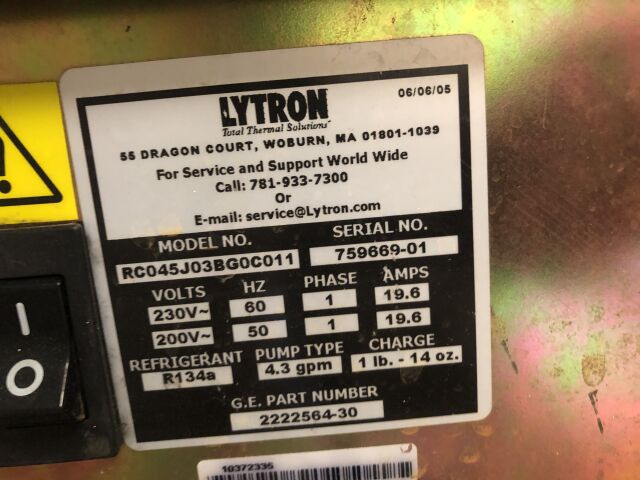 LYTRON
Total Thermal Solutions
06/06/05
55 DRAGON COURT, WOBURN, MA 01801-1039
For Service and Support World Wide
Call: 781-933-7300
Or
E-mail: service@Lytron.com
MODEL NO. SERIAL NO.
RC045J03BG0C011 759669-01
VOLTS HZ PHASE AMPS
230V~ 60 1 19.6
200V~ 50 1 19.6
REFRIGERANT PUMP TYPE CHARGE
R134a 4.3 gpm 1 lb. - 14 oz.
G.E. PART NUMBER
2222564-30
10372335